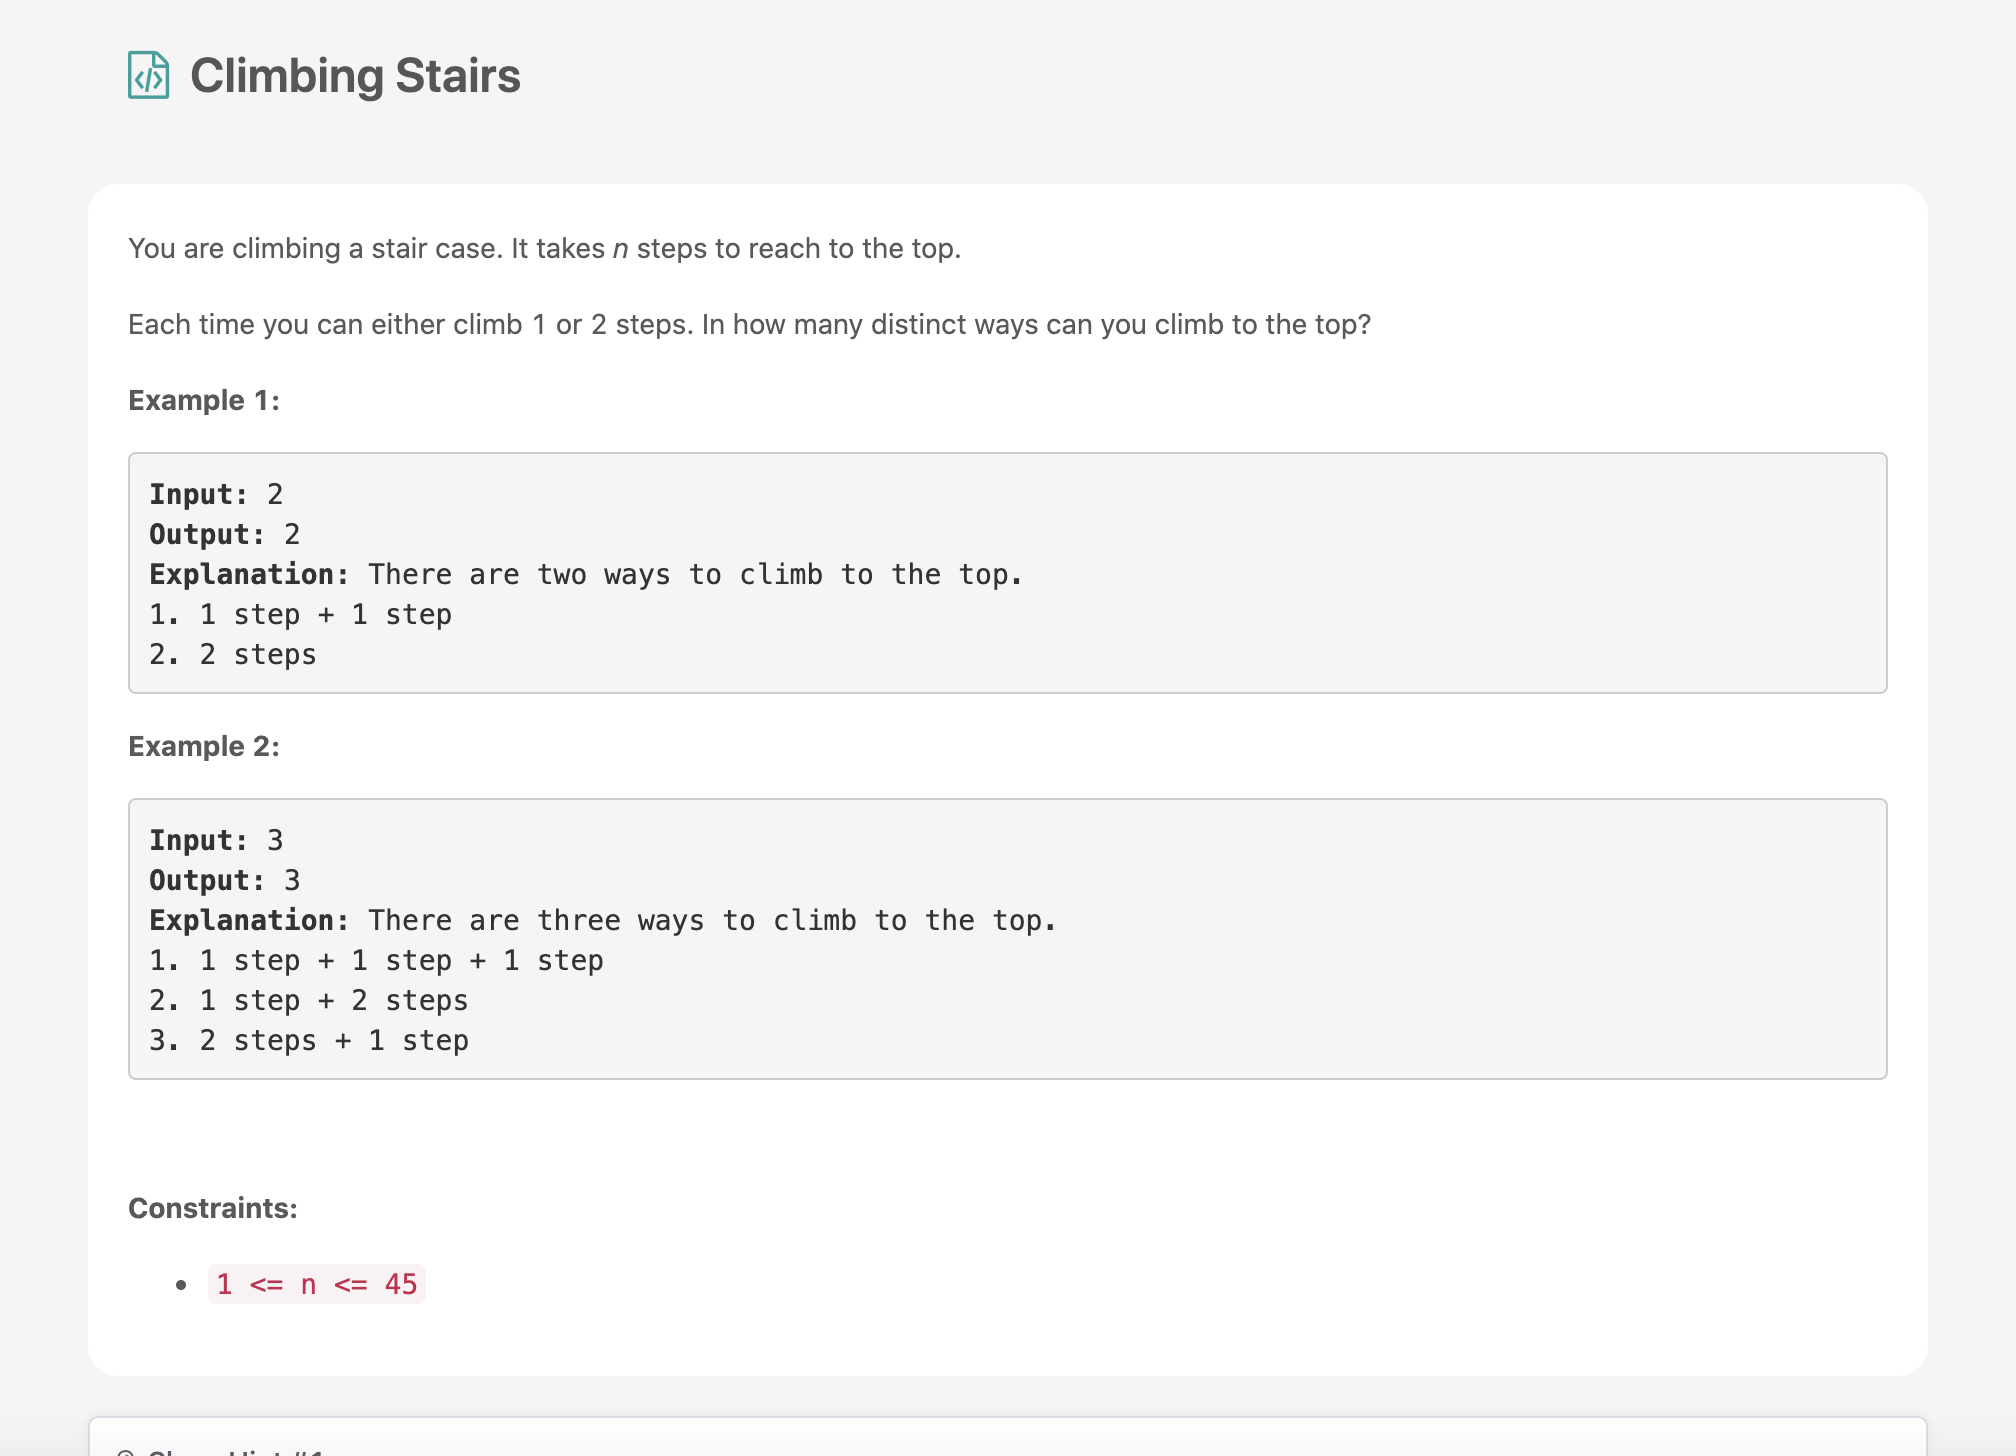 Climbing Stairs
You are climbing a stair case. It takes n steps to reach to the top.
Each time you can either climb 1 or 2 steps. In how many distinct ways can you climb to the top?
Example 1:
Input: 2
Output: 2
Explanation: There are two ways to climb to the top.
1. 1 step + 1 step
2. 2 steps
Example 2:
Input: 3
Output: 3
Explanation: There are three ways to climb to the top.
1. 1 step + 1 step + 1 step
2. 1 step + 2 steps
3. 2 steps + 1 step
Constraints:
• 1 <= n <= 45